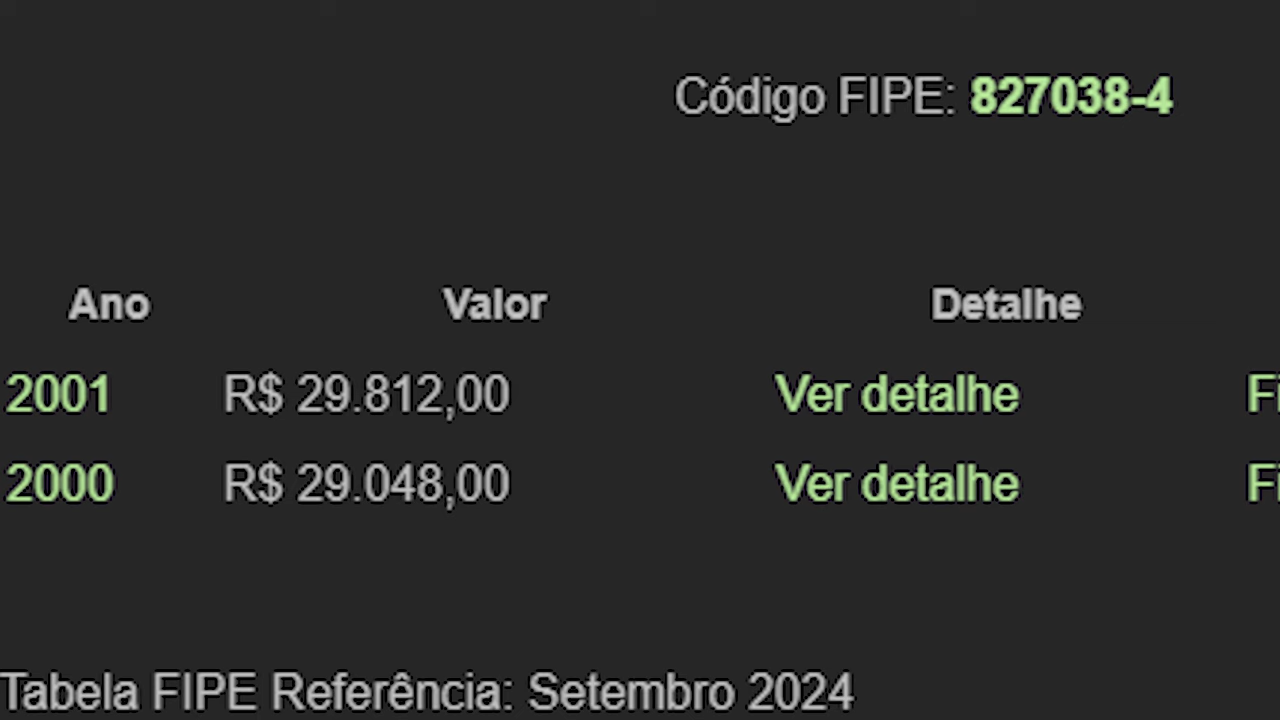 Código FIPE: 827038-4
Ano Valor Detalhe
2001 R$ 29.812,00 Ver detalhe
2000 R$ 29.048,00 Ver detalhe
Tabela FIPE Referência: Setembro 2024